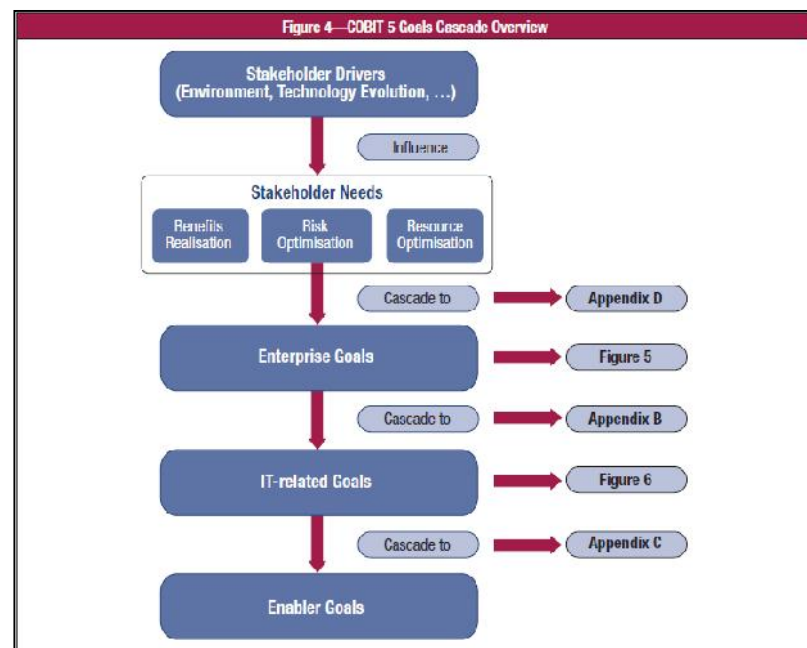 Figure 4—COBIT 5 Goals Cascade Overview
Stakeholder Drivers
(Environment, Technology Evolution, …)
Influence
Stakeholder Needs
Benefits
Realisation
Risk
Optimisation
Resource
Optimisation
Cascade to
Appendix D
Enterprise Goals
Figure 5
Cascade to
Appendix B
IT-related Goals
Figure 6
Cascade to
Appendix C
Enabler Goals